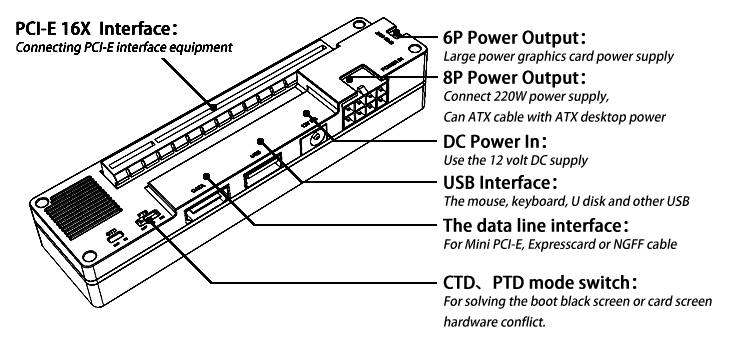 PCI-E 16X Interface：
Connecting PCI-E interface equipment
6P Power Output：
Large power graphics card power supply
8P Power Output：
Connect 220W power supply,
Can ATX cable with ATX desktop power
DC Power In：
Use the 12 volt DC supply
USB Interface：
The mouse, keyboard, U disk and other USB
The data line interface：
For Mini PCI-E, Expresscard or NGFF cable
CTD、PTD mode switch：
For solving the boot black screen or card screen
hardware conflict.
USB
DATA